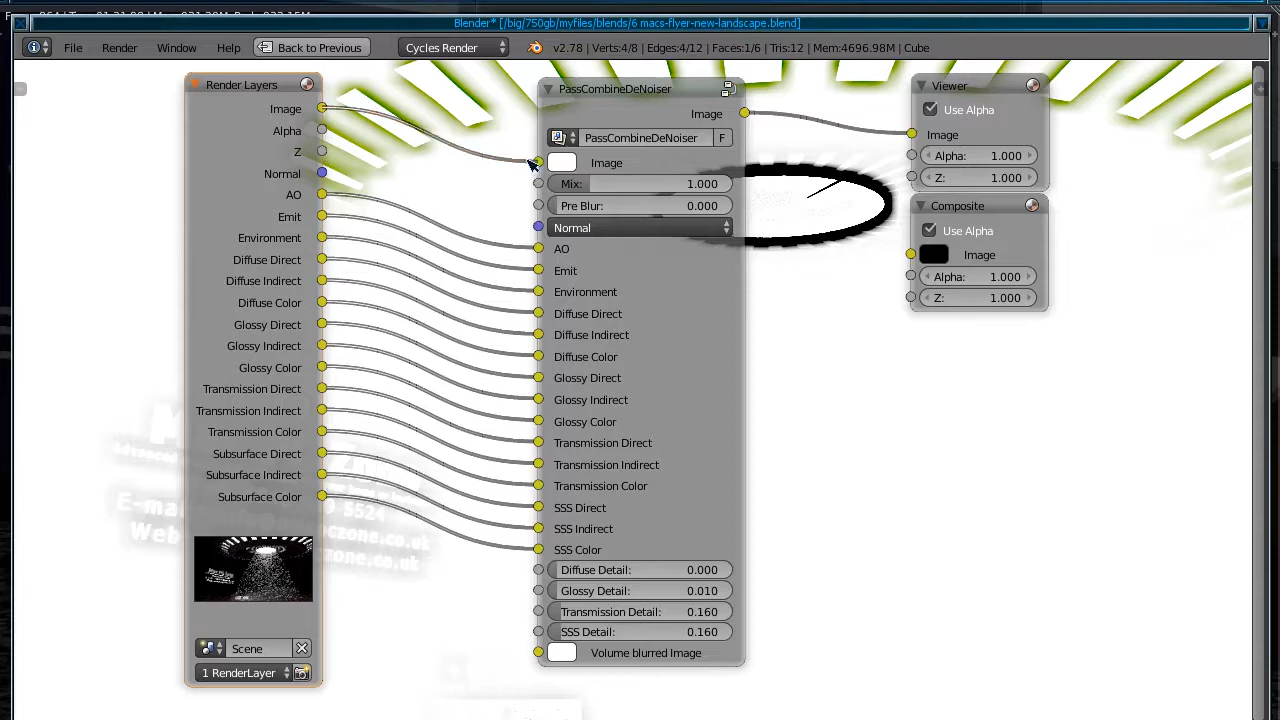 Blender* [/big/750gb/myfiles/blends/6 macs-flyer-new-landscape.blend]
File Render Window Help Back to Previous Cycles Render v2.78 | Verts:4/8 | Edges:4/12 | Faces:1/6 | Tris:12 | Mem:4696.98M | Cube
Render Layers
Image
Alpha
Z
Normal
AO
Emit
Environment
Diffuse Direct
Diffuse Indirect
Diffuse Color
Glossy Direct
Glossy Indirect
Glossy Color
Transmission Direct
Transmission Indirect
Transmission Color
Subsurface Direct
Subsurface Indirect
Subsurface Color
Scene
1 RenderLayer
PassCombineDeNoiser
Image
PassCombineDeNoiser F
Image
Mix: 1.000
Pre Blur: 0.000
Normal
AO
Emit
Environment
Diffuse Direct
Diffuse Indirect
Diffuse Color
Glossy Direct
Glossy Indirect
Glossy Color
Transmission Direct
Transmission Indirect
Transmission Color
SSS Direct
SSS Indirect
SSS Color
Diffuse Detail: 0.000
Glossy Detail: 0.010
Transmission Detail: 0.160
SSS Detail: 0.160
Volume blurred Image
Viewer
Use Alpha
Image
Alpha: 1.000
Z: 1.000
Composite
Use Alpha
Image
Alpha: 1.000
Z: 1.000
E-ma
Web
5524